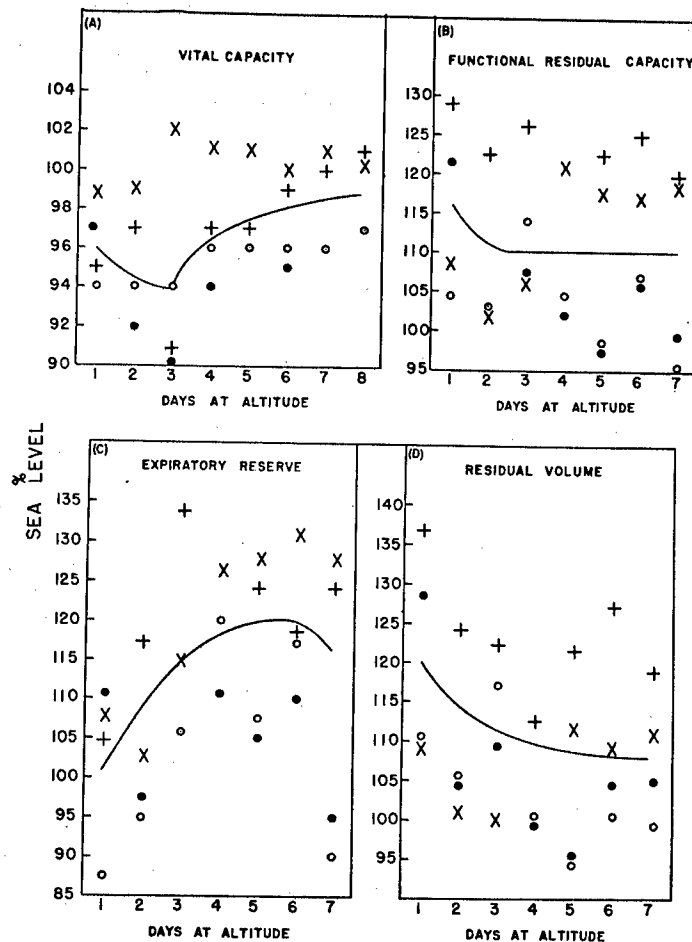 (A)
VITAL CAPACITY
104
102
100
98
96
94
92
90
1 2 3 4 5 6 7 8
DAYS AT ALTITUDE
(B)
FUNCTIONAL RESIDUAL CAPACITY
130
125
120
115
110
105
100
95
1 2 3 4 5 6 7
DAYS AT ALTITUDE
SEA LEVEL %
(C)
EXPIRATORY RESERVE
135
130
125
120
115
110
105
100
95
90
85
1 2 3 4 5 6 7
DAYS AT ALTITUDE
(D)
RESIDUAL VOLUME
140
135
130
125
120
115
110
105
100
95
1 2 3 4 5 6 7
DAYS AT ALTITUDE